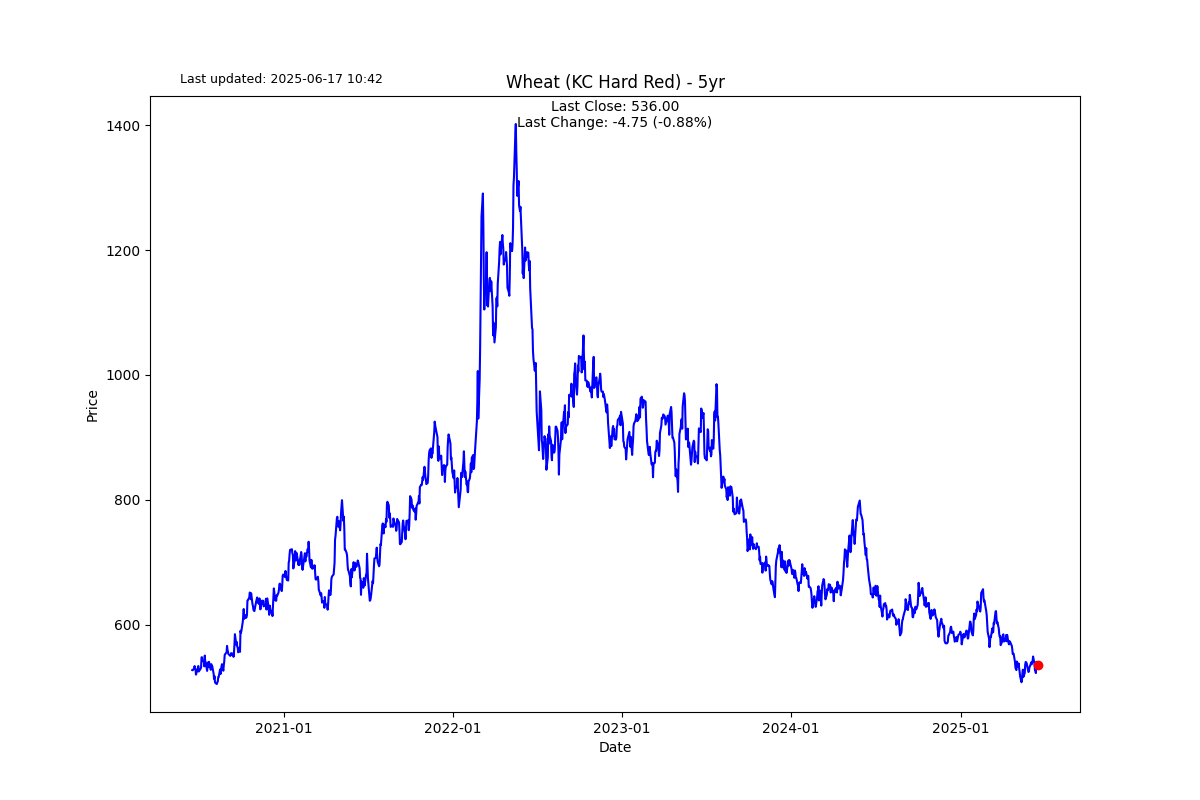 Last updated: 2025-06-17 10:42
Wheat (KC Hard Red) - 5yr
Last Close: 536.00
Last Change: -4.75 (-0.88%)
1400
1200
1000
800
600
Price
2021-01
2022-01
2023-01
2024-01
2025-01
Date